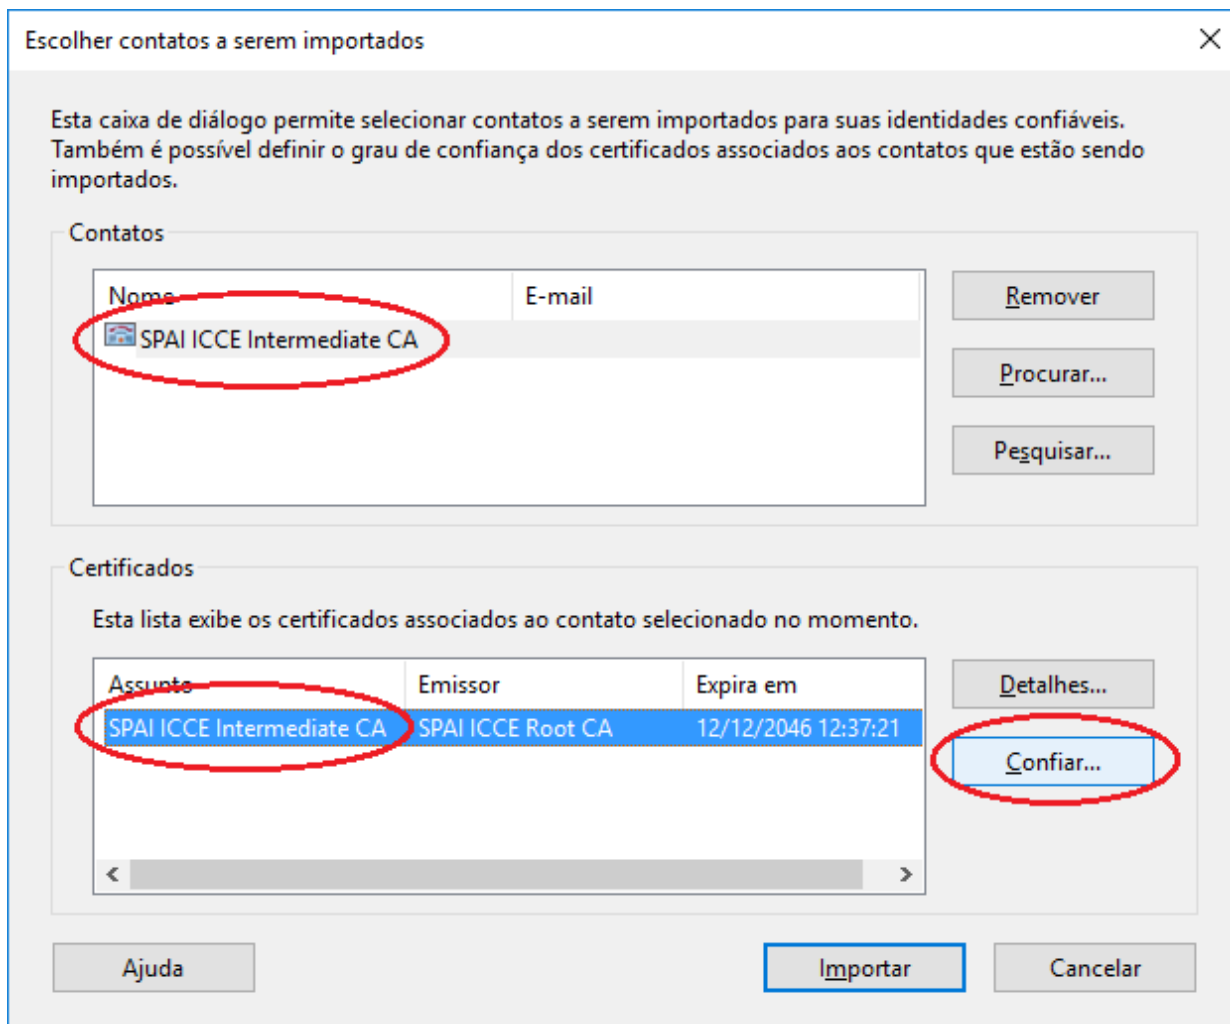 Escolher contatos a serem importados
Esta caixa de diálogo permite selecionar contatos a serem importados para suas identidades confiáveis.
Também é possível definir o grau de confiança dos certificados associados aos contatos que estão sendo
importados.
Contatos
Nome E-mail
SPAI ICCE Intermediate CA
Remover
Procurar...
Pesquisar...
Certificados
Esta lista exibe os certificados associados ao contato selecionado no momento.
Assunto Emissor Expira em
SPAI ICCE Intermediate CA SPAI ICCE Root CA 12/12/2046 12:37:21
Detalhes...
Confiar...
Ajuda Importar Cancelar